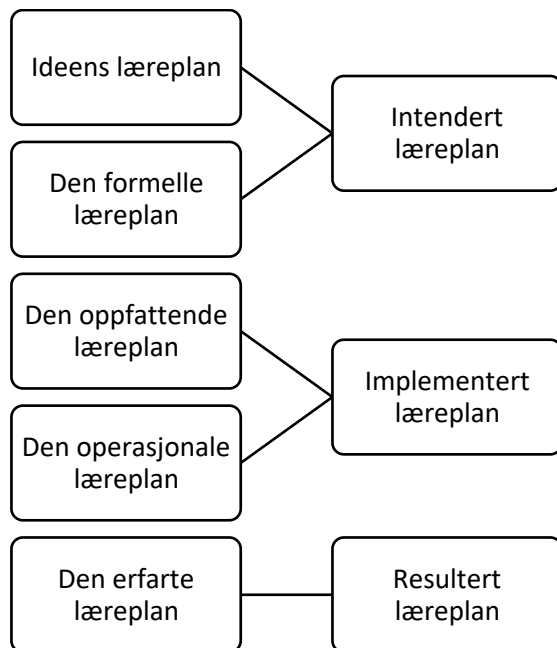 Ideens læreplan
Den formelle
læreplan
Intendert
læreplan
Den oppfattende
læreplan
Den operasjonale
læreplan
Implementert
læreplan
Den erfarte
læreplan
Resultert
læreplan